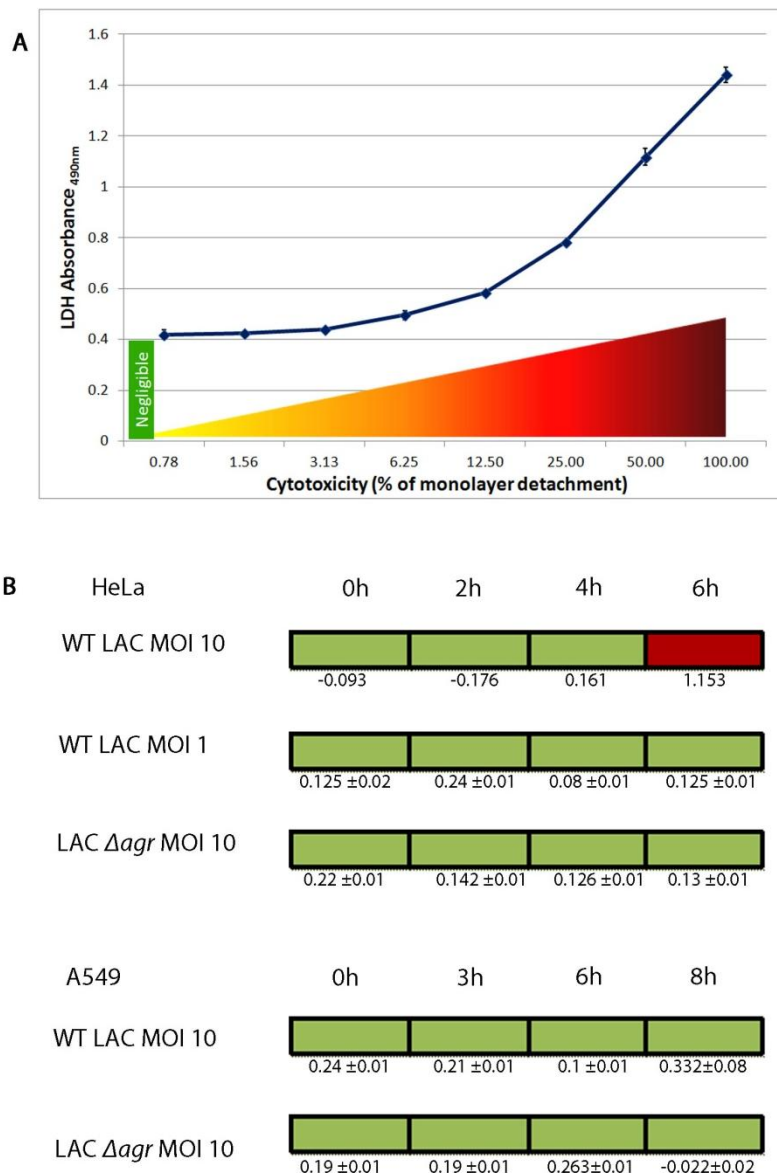 A
1.6
1.4
1.2
1
0.8
0.6
0.4
0.2
0
LDH Absorbance 490nm
Negligible
0.78 1.56 3.13 6.25 12.50 25.00 50.00 100.00
Cytotoxicity (% of monolayer detachment)
B HeLa 0h 2h 4h 6h
WT LAC MOI 10
-0.093 -0.176 0.161 1.153
WT LAC MOI 1
0.125 ±0.02 0.24 ±0.01 0.08 ±0.01 0.125 ±0.01
LAC Δagr MOI 10
0.22 ±0.01 0.142 ±0.01 0.126 ±0.01 0.13 ±0.01
A549 0h 3h 6h 8h
WT LAC MOI 10
0.24 ±0.01 0.21 ±0.01 0.1 ±0.01 0.332±0.08
LAC Δagr MOI 10
0.19 ±0.01 0.19 ±0.01 0.263±0.01 -0.022±0.02